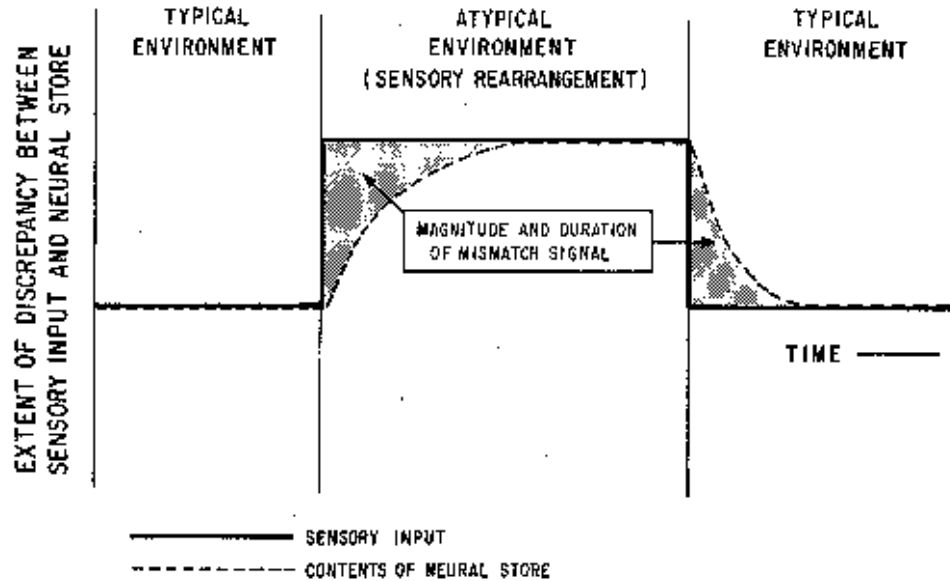 TYPICAL
ENVIRONMENT
ATYPICAL
ENVIRONMENT
(SENSORY REARRANGEMENT)
TYPICAL
ENVIRONMENT
EXTENT OF DISCREPANCY BETWEEN
SENSORY INPUT AND NEURAL STORE
MAGNITUDE AND DURATION
OF MISMATCH SIGNAL
TIME
SENSORY INPUT
CONTENTS OF NEURAL STORE